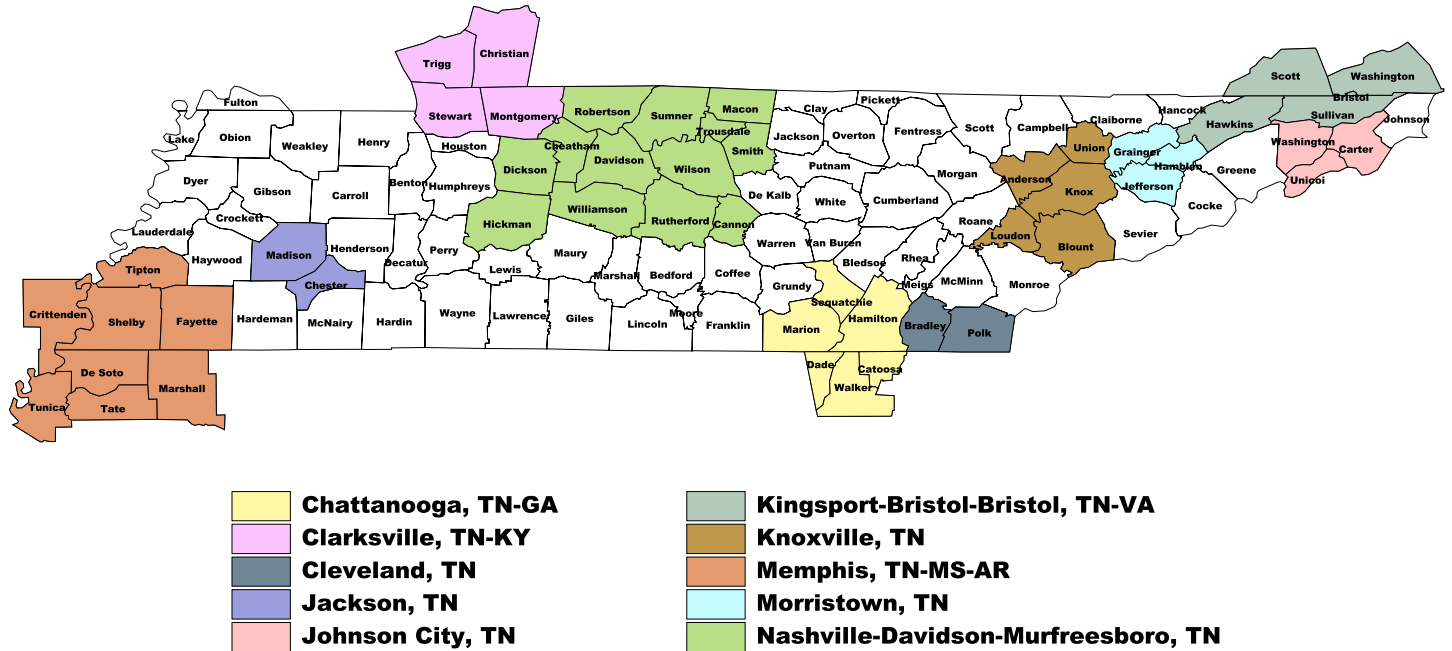 Christian
Trigg
Scott
Washington
Fulton
Stewart
Montgomery
Robertson
Sumner
Macon
Clay
Pickett
Hancock
Bristol
Sullivan
Johnson
Lake
Obion
Weakley
Henry
Houston
Cheatham
Trousdale
Jackson
Overton
Fentress
Scott
Campbell
Claiborne
Hawkins
Dyer
Gibson
Carroll
Benton
Humphreys
Dickson
Davidson
Wilson
Smith
Putnam
Morgan
Union
Grainger
Hamblen
Greene
Washington
Carter
Unicoi
Crockett
Lauderdale
Haywood
Madison
Henderson
Decatur
Perry
Hickman
Williamson
Rutherford
Cannon
De Kalb
White
Cumberland
Anderson
Knox
Jefferson
Cocke
Sevier
Roane
Loudon
Blount
Tipton
Chester
Lewis
Maury
Marshall
Bedford
Coffee
Warren
Van Buren
Bledsoe
Rhea
Meigs
McMinn
Monroe
Grundy
Sequatchie
Crittenden
Shelby
Fayette
Hardeman
McNairy
Hardin
Wayne
Lawrence
Giles
Lincoln
Moore
Franklin
Marion
Hamilton
Bradley
Polk
De Soto
Marshall
Tunica
Tate
Dade
Walker
Catoosa
Chattanooga, TN-GA
Clarksville, TN-KY
Cleveland, TN
Jackson, TN
Johnson City, TN
Kingsport-Bristol-Bristol, TN-VA
Knoxville, TN
Memphis, TN-MS-AR
Morristown, TN
Nashville-Davidson-Murfreesboro, TN